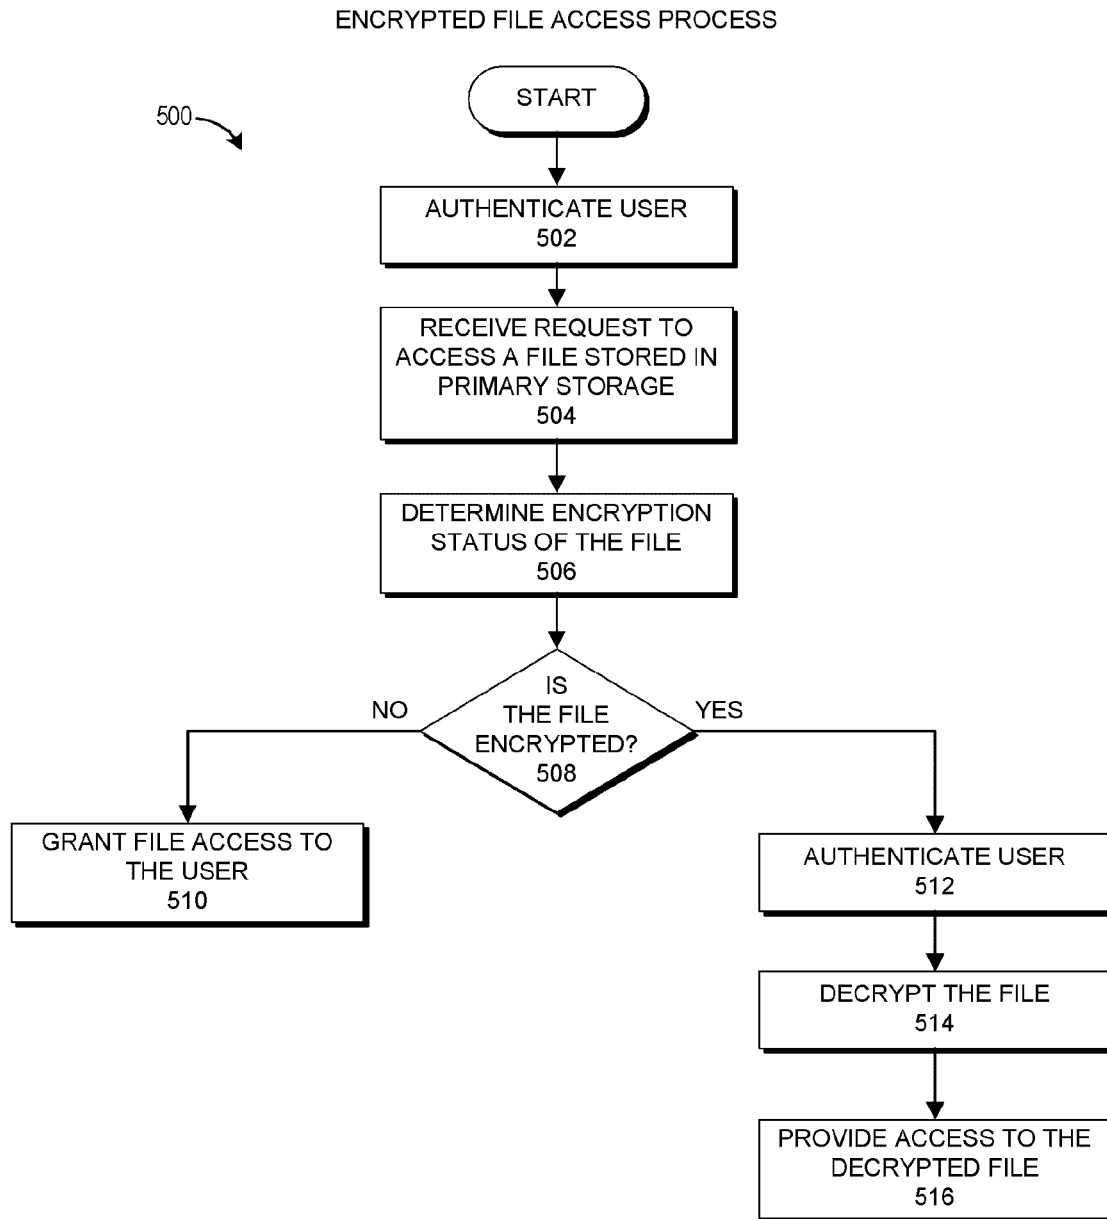 ENCRYPTED FILE ACCESS PROCESS
START
500
AUTHENTICATE USER
502
RECEIVE REQUEST TO
ACCESS A FILE STORED IN
PRIMARY STORAGE
504
DETERMINE ENCRYPTION
STATUS OF THE FILE
506
IS
THE FILE
ENCRYPTED?
508
NO
YES
GRANT FILE ACCESS TO
THE USER
510
AUTHENTICATE USER
512
DECRYPT THE FILE
514
PROVIDE ACCESS TO THE
DECRYPTED FILE
516